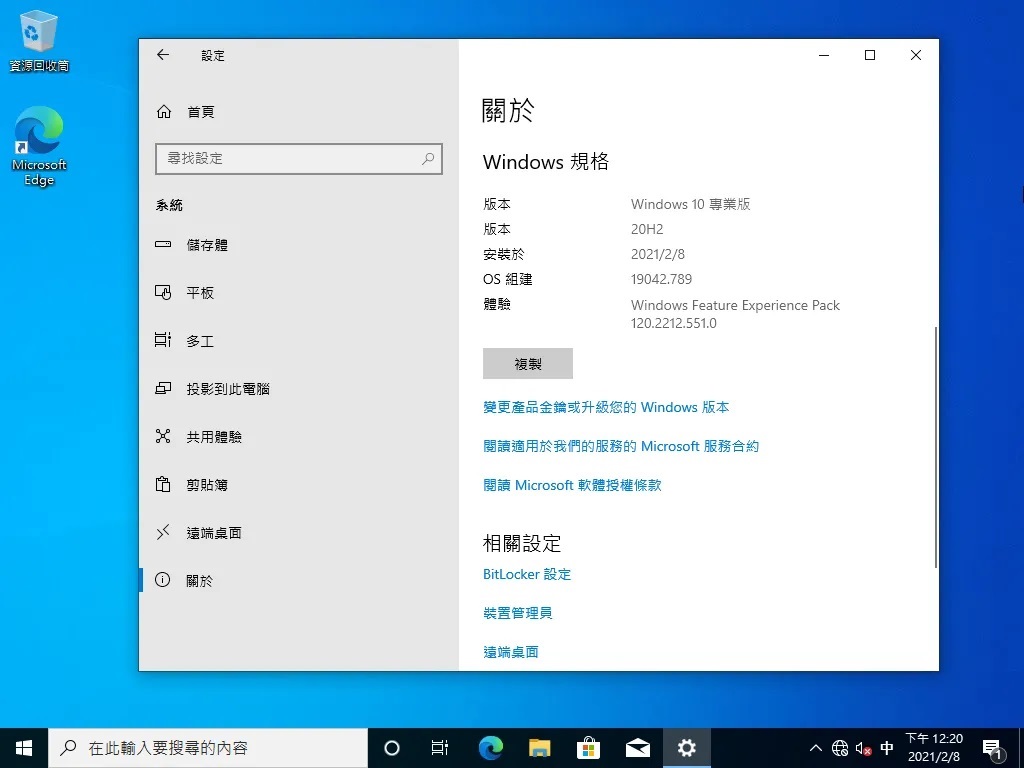 資源回收筒
Microsoft
Edge
設定
首頁
尋找設定
系統
儲存體
平板
多工
投影到此電腦
共用體驗
剪貼簿
遠端桌面
關於
關於
Windows 規格
版本 Windows 10 專業版
版本 20H2
安裝於 2021/2/8
OS 組建 19042.789
體驗 Windows Feature Experience Pack
120.2212.551.0
複製
變更產品金鑰或升級您的 Windows 版本
閱讀適用於我們的服務的 Microsoft 服務合約
閱讀 Microsoft 軟體授權條款
相關設定
BitLocker 設定
裝置管理員
遠端桌面
在此輸入要搜尋的內容
中
下午 12:20
2021/2/8
1